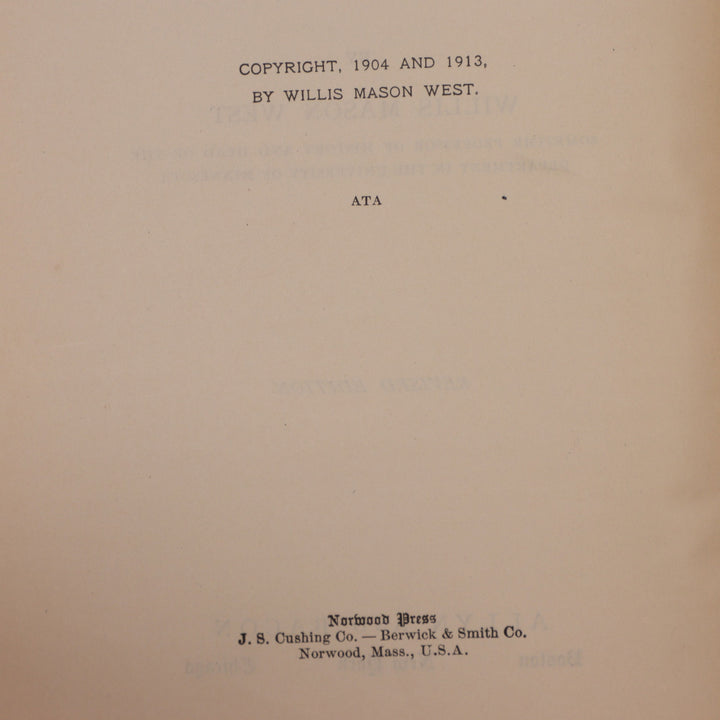 COPYRIGHT, 1904 AND 1913,
BY WILLIS MASON WEST.
ATA
Norwood Press
J. S. Cushing Co. — Berwick & Smith Co.
Norwood, Mass., U.S.A.